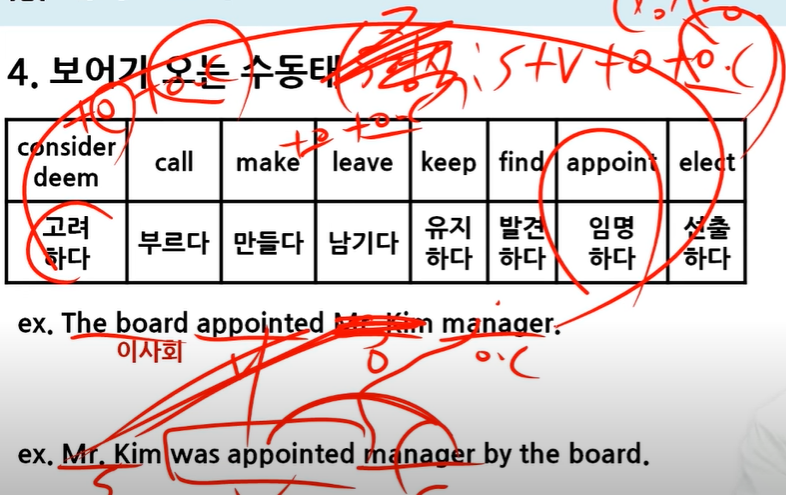 4. 보어가 오는 수동태 : S+V+O+O.C
+O +O.C
+O +O.C
consider deem call make leave keep find appoint elect
고려하다 부르다 만들다 남기다 유지하다 발견하다 임명하다 선출하다
ex. The board appointed Mr. Kim manager.
이사회 V O O.C
ex. Mr. Kim was appointed manager by the board.
S V C